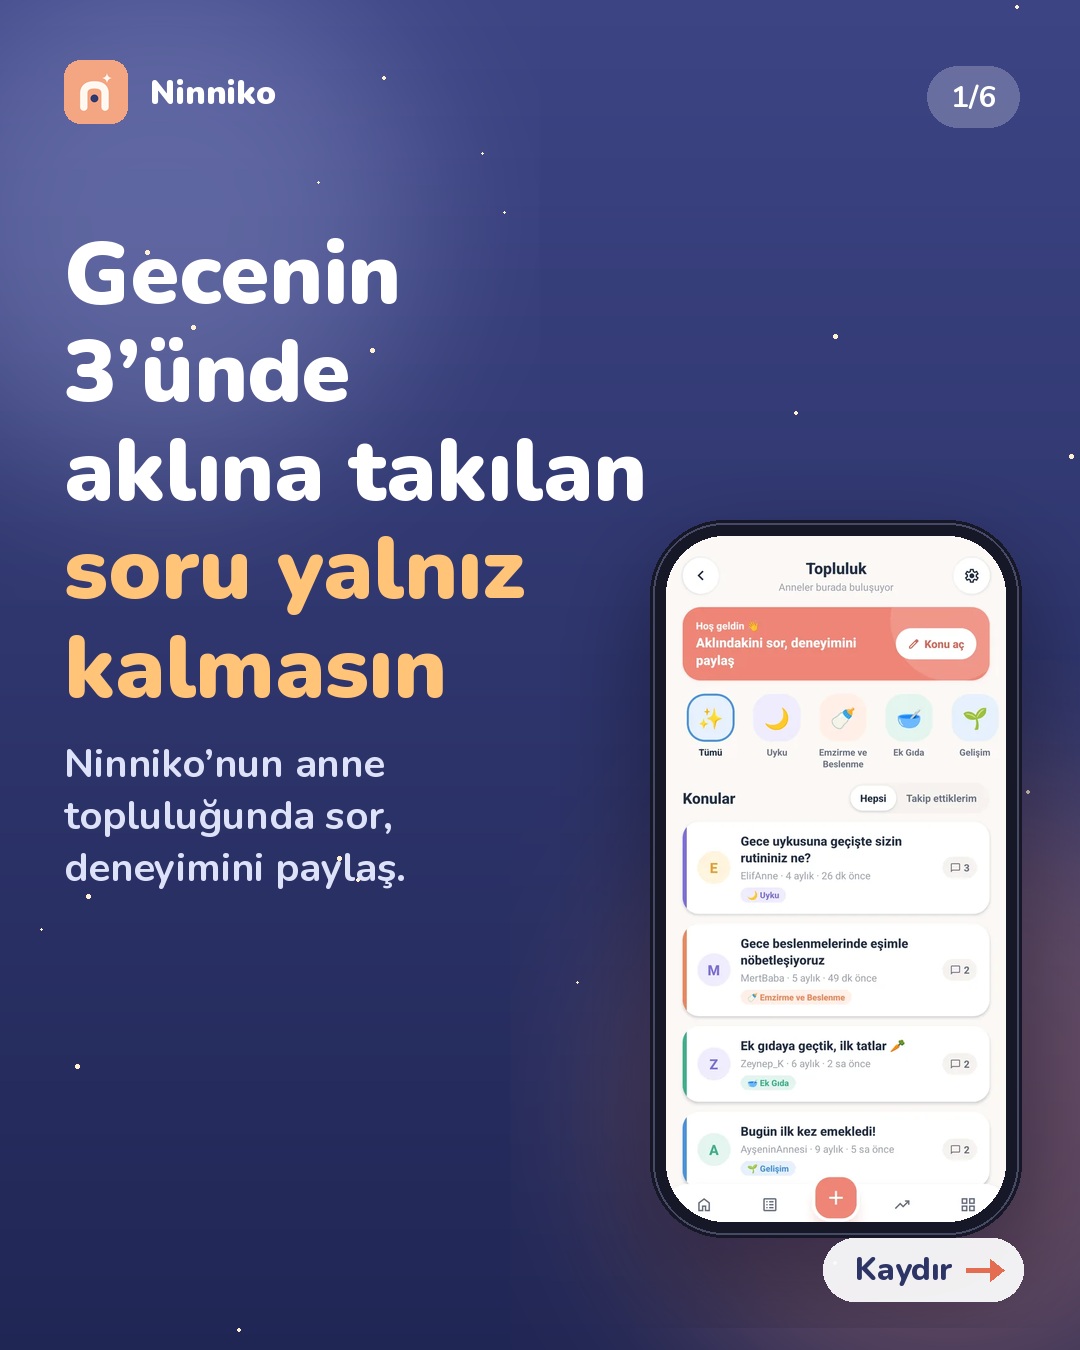 Ninniko
1/6
Gecenin
3’ünde
aklına takılan
soru yalnız
kalmasın
Ninniko’nun anne
topluluğunda sor,
deneyimini paylaş.
Topluluk
Anneler burada buluşuyor
Hoş geldin 👋
Aklındakini sor, deneyimini
paylaş
Konu aç
Tümü
Uyku
Emzirme ve
Beslenme
Ek Gıda
Gelişim
Konular
Hepsi
Takip ettiklerim
E
Gece uykusuna geçişte sizin
rutininiz ne?
ElifAnne · 4 aylık · 26 dk önce
🌙 Uyku
3
M
Gece beslenmelerinde eşimle
nöbetleşiyoruz
MertBaba · 5 aylık · 49 dk önce
🍼 Emzirme ve Beslenme
2
Z
Ek gıdaya geçtik, ilk tatlar 🥕
Zeynep_K · 6 aylık · 2 sa önce
🥣 Ek Gıda
2
A
Bugün ilk kez emekledi!
AyşeninAnnesi · 9 aylık · 5 sa önce
🌱 Gelişim
2
Kaydır